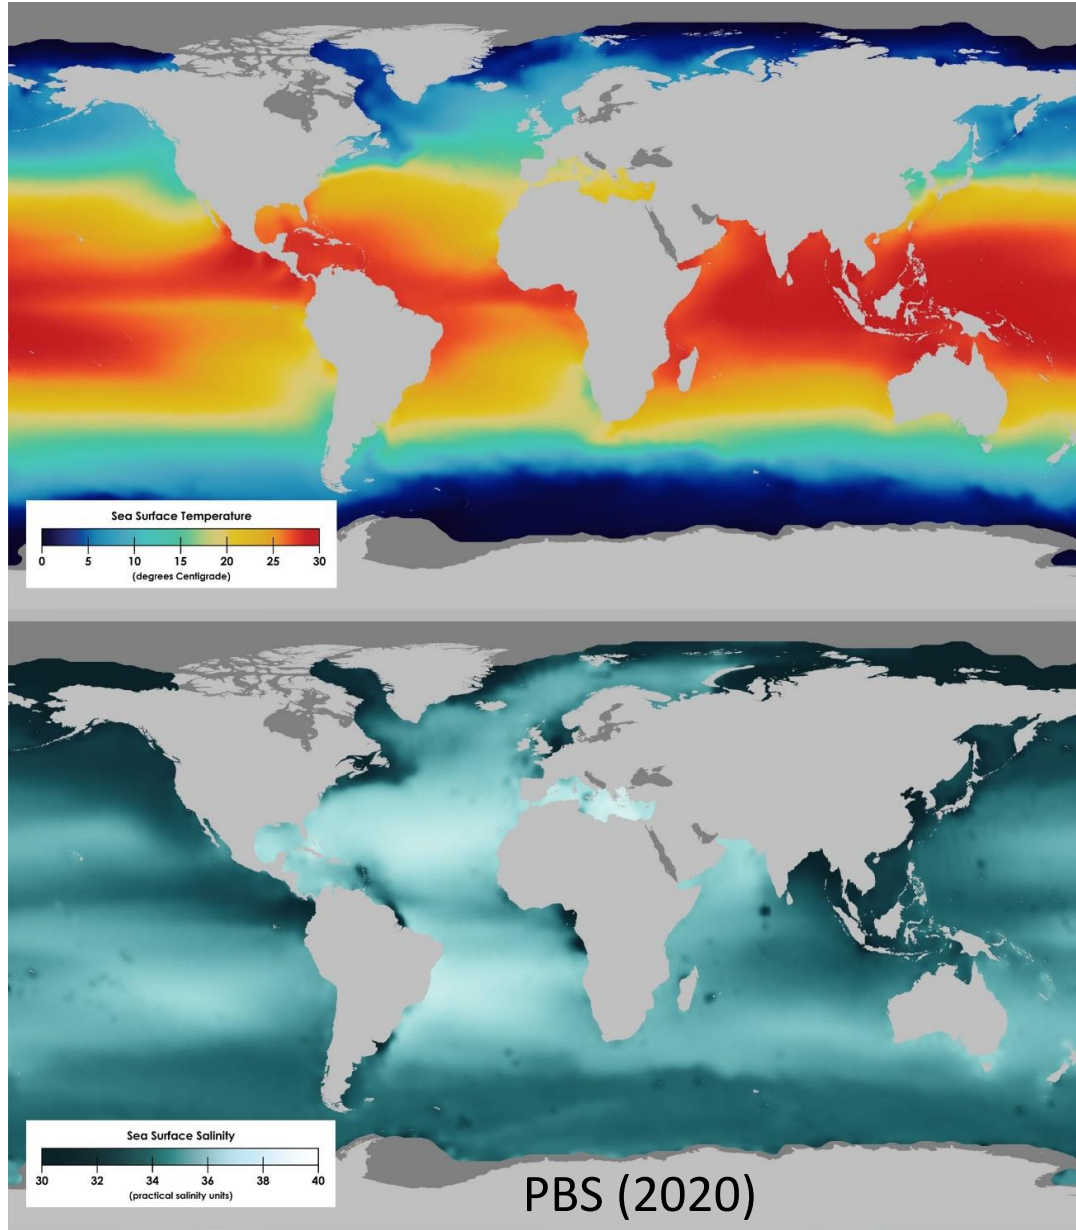 Sea Surface Temperature
0 5 10 15 20 25 30
(degrees Centigrade)
Sea Surface Salinity
30 32 34 36 38 40
(practical salinity units)
PBS (2020)